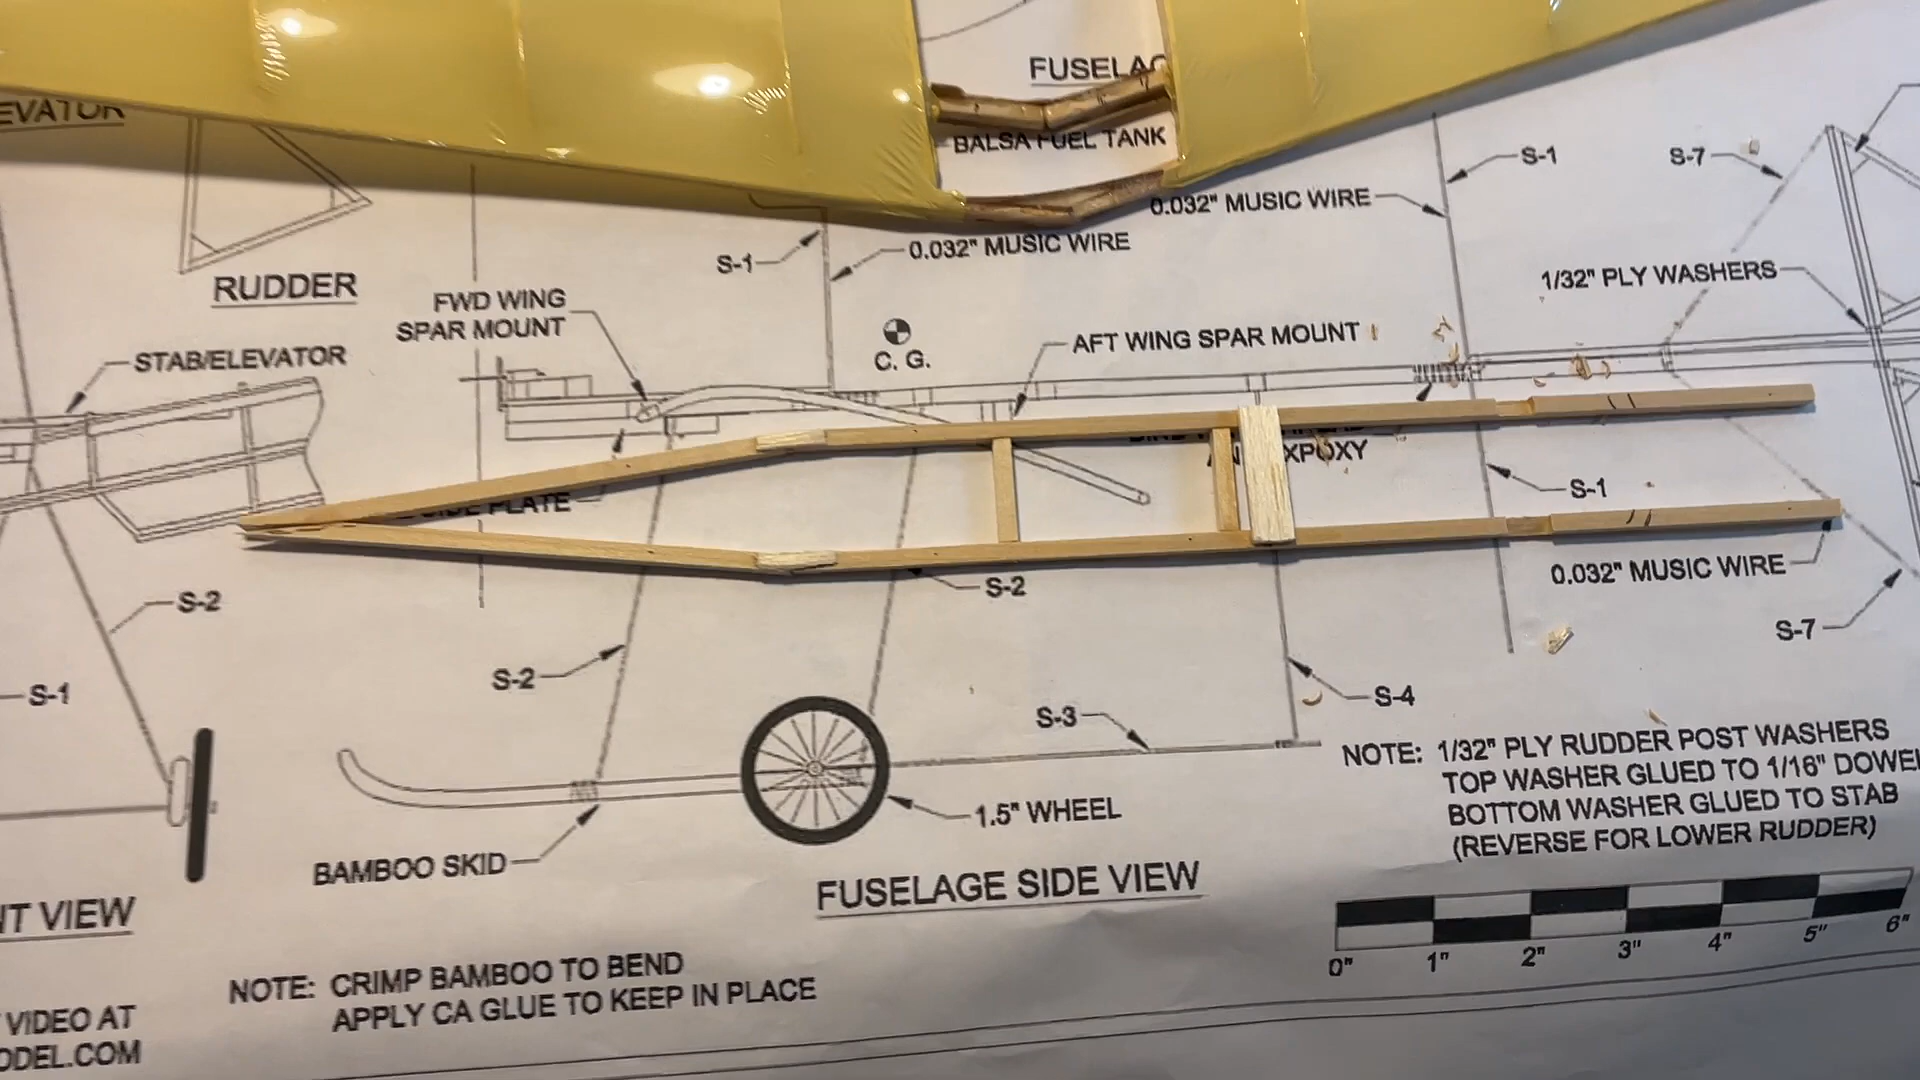 EVATOR
FUSELAG
BALSA FUEL TANK
S-1
S-7
0.032" MUSIC WIRE
0.032" MUSIC WIRE
S-1
RUDDER
1/32" PLY WASHERS
FWD WING
SPAR MOUNT
STAB/ELEVATOR
C. G.
AFT WING SPAR MOUNT
XPOXY
SIDE PLATE
S-1
0.032" MUSIC WIRE
S-2
S-2
S-7
S-2
S-1
S-4
S-3
1.5" WHEEL
NOTE: 1/32" PLY RUDDER POST WASHERS
TOP WASHER GLUED TO 1/16" DOWEL
BOTTOM WASHER GLUED TO STAB
(REVERSE FOR LOWER RUDDER)
BAMBOO SKID
FUSELAGE SIDE VIEW
NT VIEW
0" 1" 2" 3" 4" 5" 6"
NOTE: CRIMP BAMBOO TO BEND
APPLY CA GLUE TO KEEP IN PLACE
VIDEO AT
ODEL.COM